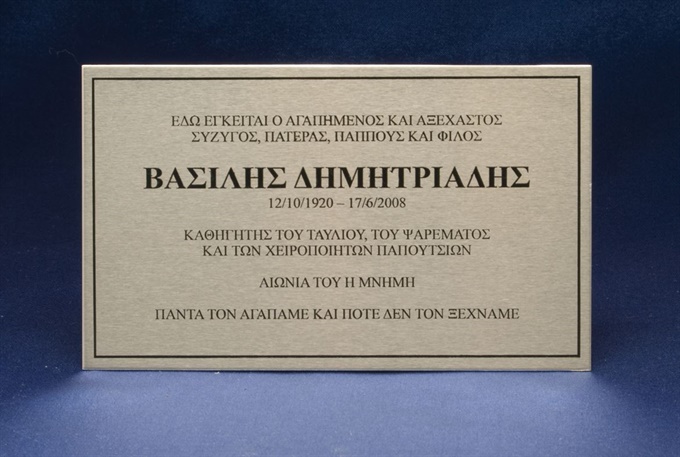 ΕΔΩ ΕΓΚΕΙΤΑΙ Ο ΑΓΑΠΗΜΕΝΟΣ ΚΑΙ ΑΞΕΧΑΣΤΟΣ
ΣΥΖΥΓΟΣ, ΠΑΤΕΡΑΣ, ΠΑΠΠΟΥΣ ΚΑΙ ΦΙΛΟΣ
ΒΑΣΙΛΗΣ ΔΗΜΗΤΡΙΑΔΗΣ
12/10/1920 – 17/6/2008
ΚΑΘΗΓΗΤΗΣ ΤΟΥ ΤΑΥΛΙΟΥ, ΤΟΥ ΨΑΡΕΜΑΤΟΣ
ΚΑΙ ΤΩΝ ΧΕΙΡΟΠΟΙΗΤΩΝ ΠΑΠΟΥΤΣΙΩΝ
ΑΙΩΝΙΑ ΤΟΥ Η ΜΝΗΜΗ
ΠΑΝΤΑ ΤΟΝ ΑΓΑΠΑΜΕ ΚΑΙ ΠΟΤΕ ΔΕΝ ΤΟΝ ΞΕΧΝΑΜΕ